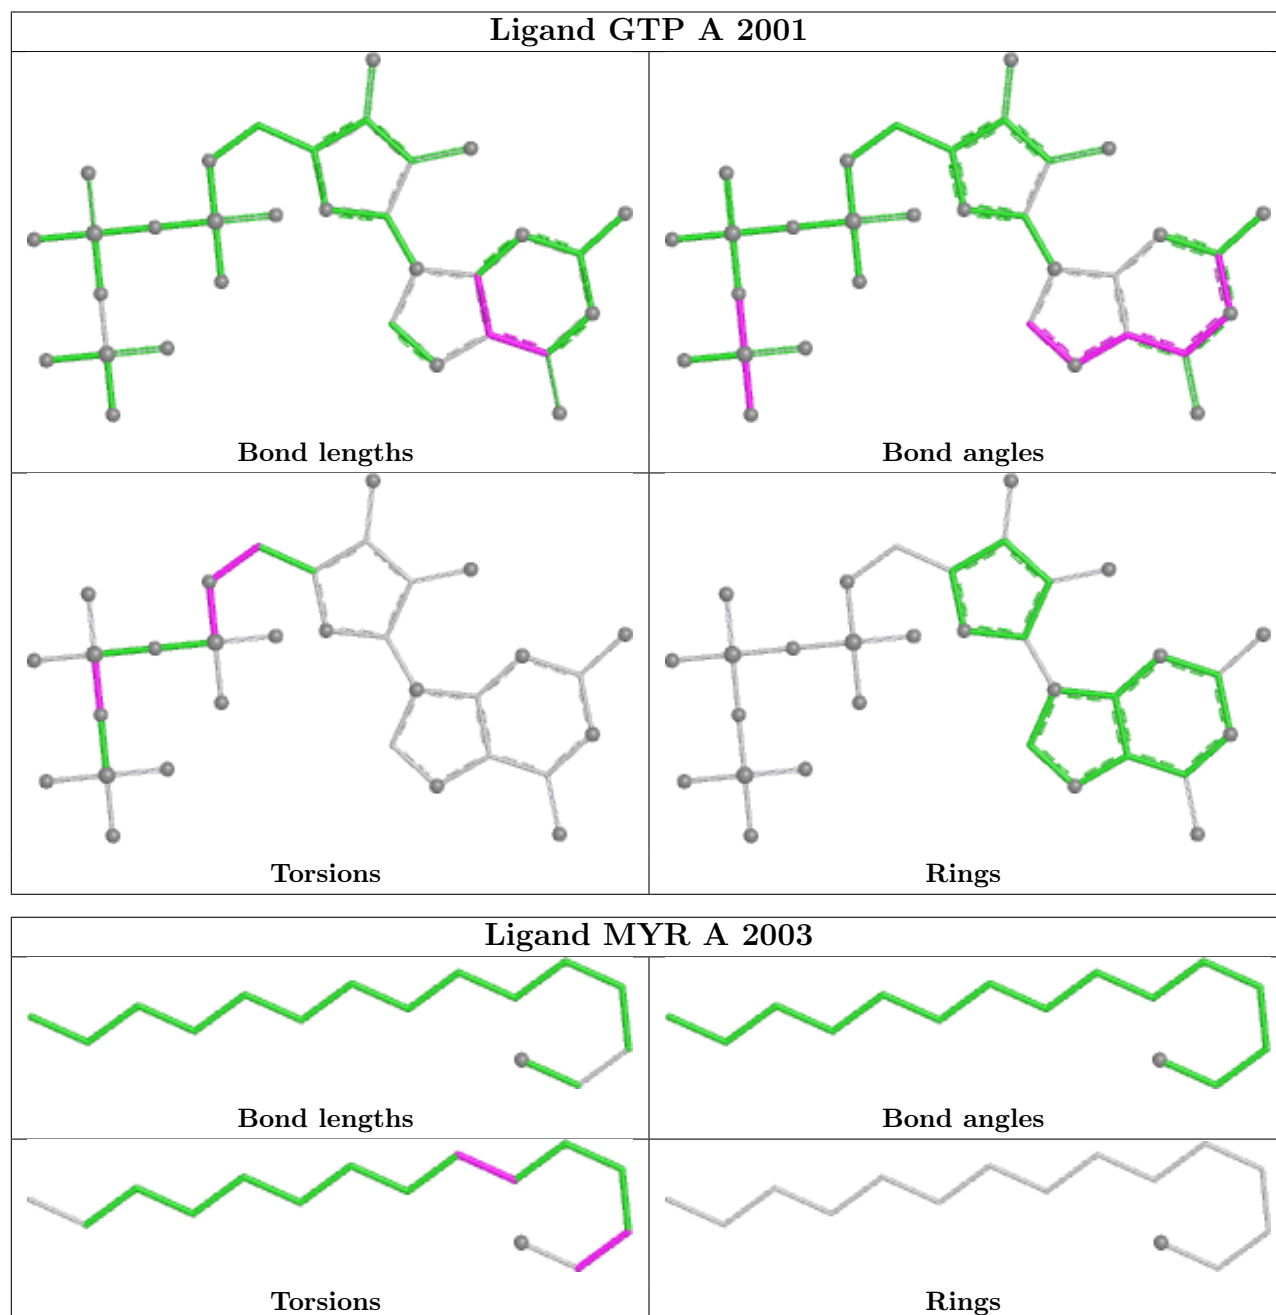 Ligand GTP A 2001
Bond lengths
Bond angles
Torsions
Rings
Ligand MYR A 2003
Bond lengths
Bond angles
Torsions
Rings